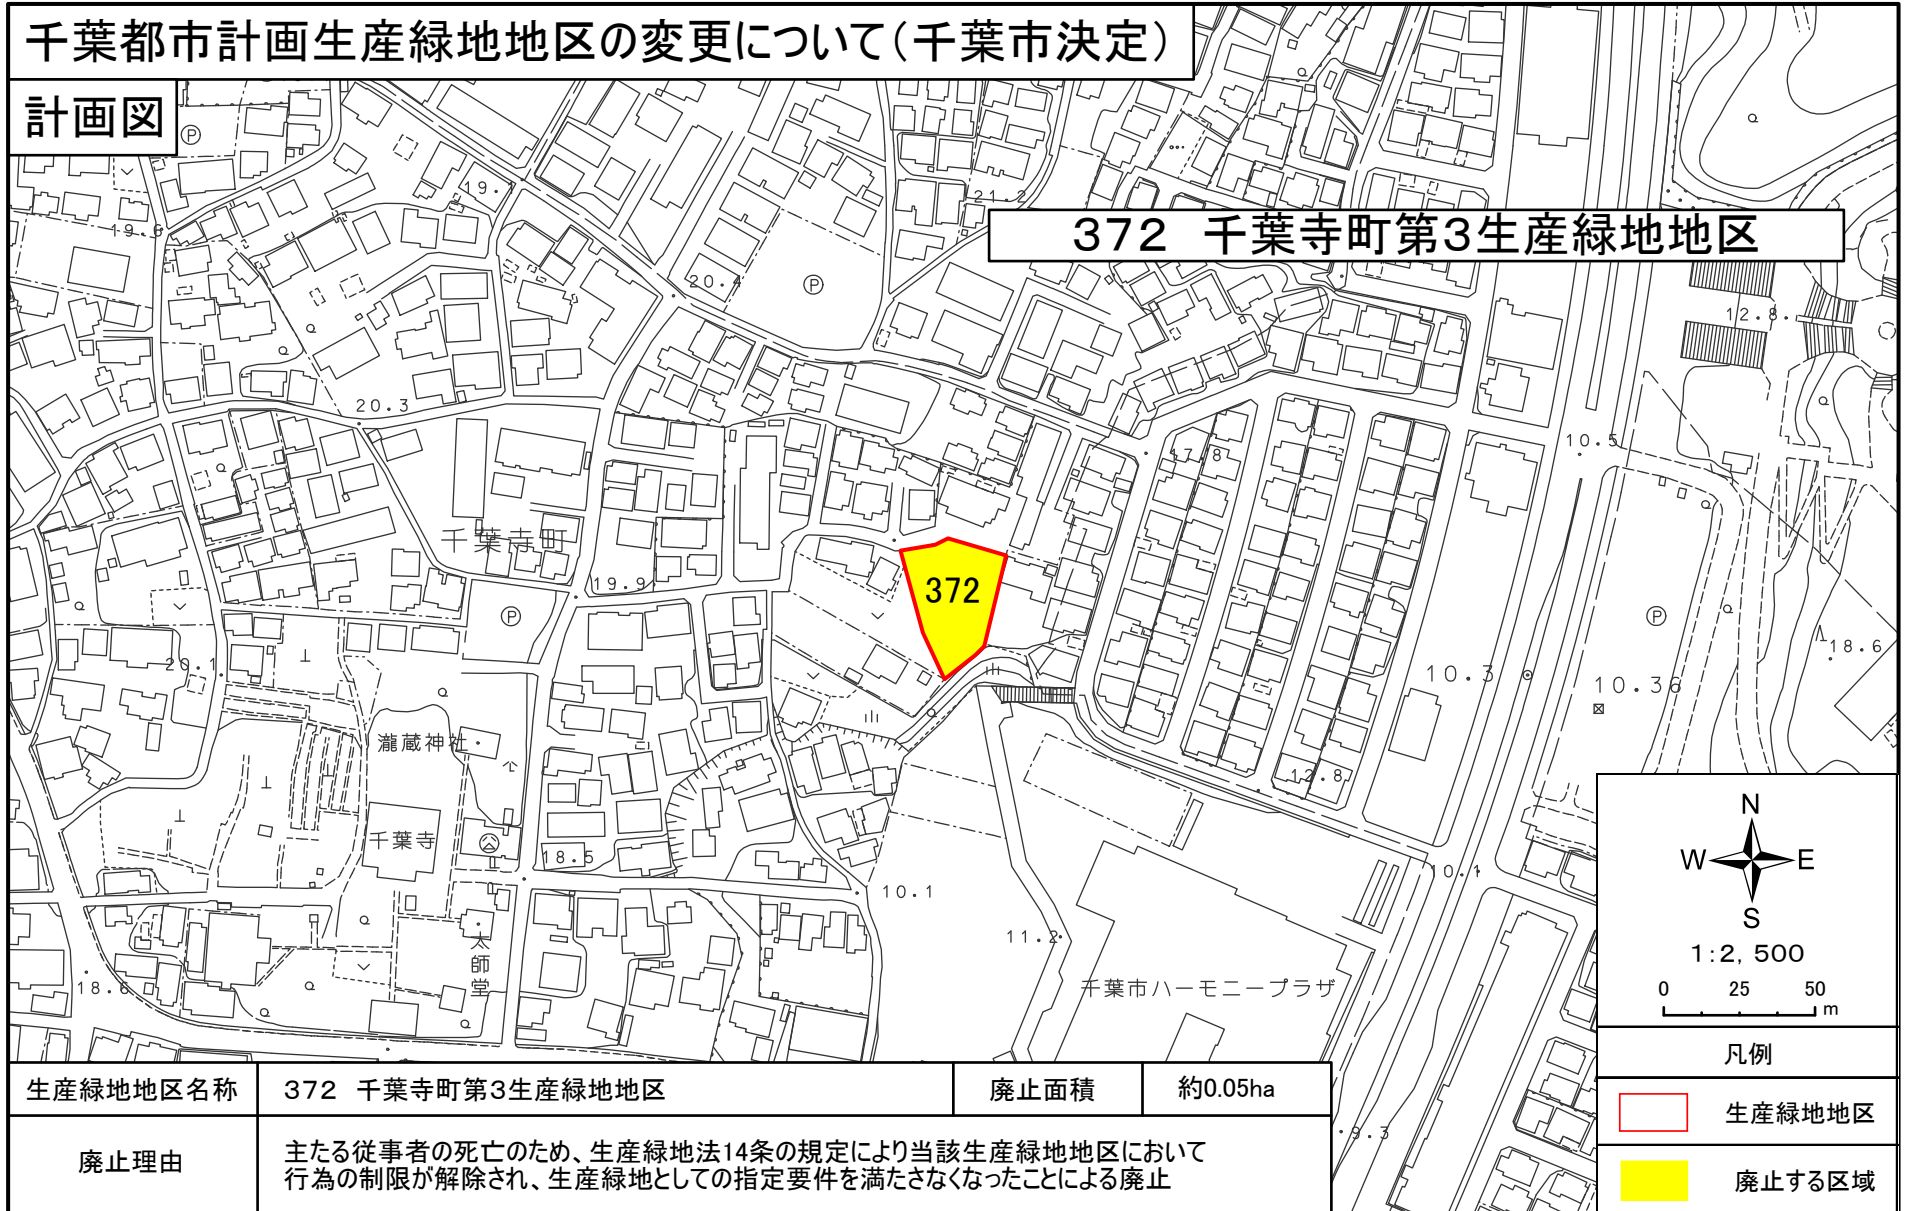 千葉都市計画生産緑地地区の変更について(千葉市決定)
計画図
372 千葉寺町第3生産緑地地区
19.1
21.2
19.6
20.4
P
P
12.8
20.3
10.5
17.8
千葉寺町
19.9
372
P
P
18.6
20.1
10.3
10.36
瀧蔵神社
12.8
千葉寺
18.5
10.1
10.1
太師堂
11.2
18.6
千葉市ハーモニープラザ
9.3
N
W E
S
1:2,500
0 25 50
m
凡例
生産緑地地区
廃止する区域
生産緑地地区名称 372 千葉寺町第3生産緑地地区 廃止面積 約0.05ha
廃止理由
主たる従事者の死亡のため、生産緑地法14条の規定により当該生産緑地地区において
行為の制限が解除され、生産緑地としての指定要件を満たさなくなったことによる廃止